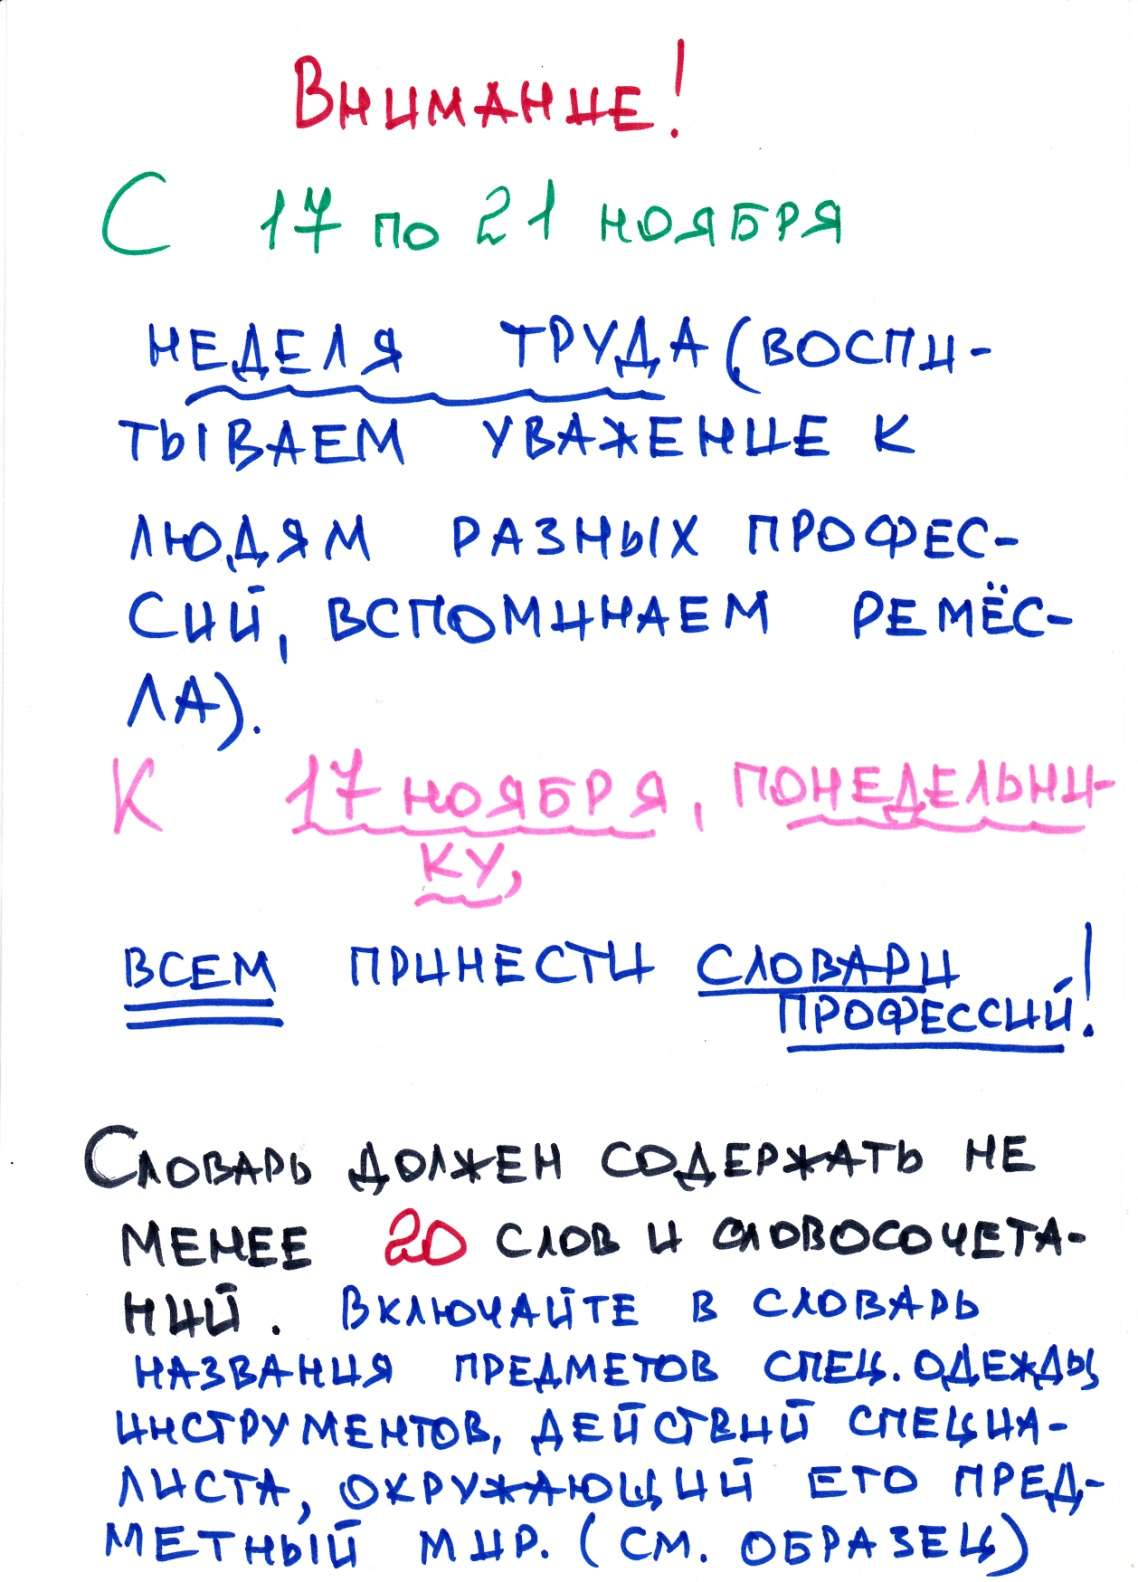 Внимание!
С 17 по 21 ноября
НЕДЕЛЯ ТРУДА (ВОСПИ-
ТЫВАЕМ УВАЖЕНИЕ К
ЛЮДЯМ РАЗНЫХ ПРОФЕС-
СИЙ, ВСПОМИНАЕМ РЕМЁС-
ЛА).
К 17 НОЯБРЯ, ПОНЕДЕЛЬНИ-
КУ,
ВСЕМ ПРИНЕСТИ СЛОВАРИ
ПРОФЕССИЙ!
СЛОВАРЬ ДОЛЖЕН СОДЕРЖАТЬ НЕ
МЕНЕЕ 20 СЛОВ И СЛОВОСОЧЕТА-
НИЙ. ВКЛЮЧАЙТЕ В СЛОВАРЬ
НАЗВАНИЯ ПРЕДМЕТОВ СПЕЦ. ОДЕЖДЫ,
ИНСТРУМЕНТОВ, ДЕЙСТВИЙ СПЕЦИА-
ЛИСТА, ОКРУЖАЮЩИЙ ЕГО ПРЕД-
МЕТНЫЙ МИР. (СМ. ОБРАЗЕЦ)